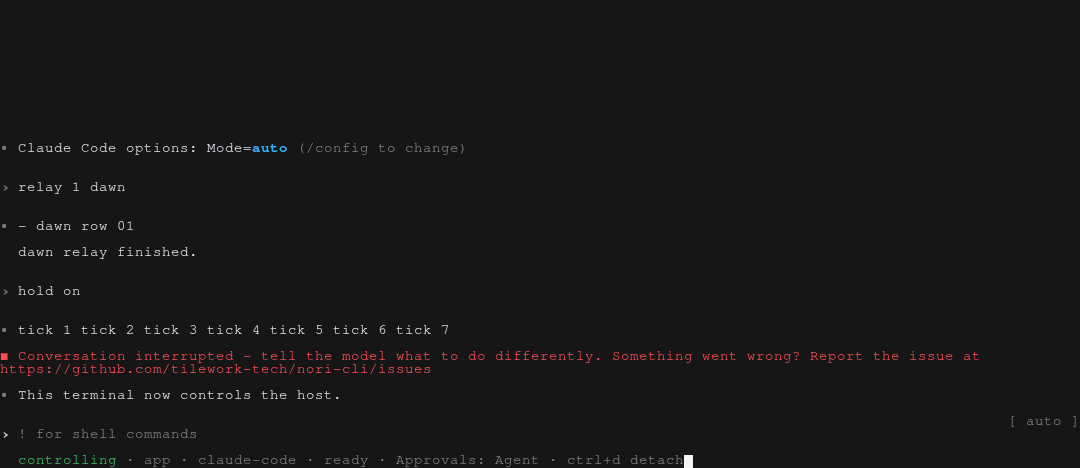 • Claude Code options: Mode=auto (/config to change)
› relay 1 dawn
• - dawn row 01
dawn relay finished.
› hold on
• tick 1 tick 2 tick 3 tick 4 tick 5 tick 6 tick 7
■ Conversation interrupted - tell the model what to do differently. Something went wrong? Report the issue at
https://github.com/tilework-tech/nori-cli/issues
• This terminal now controls the host.
[ auto ]
› ! for shell commands
controlling · app · claude-code · ready · Approvals: Agent · ctrl+d detach